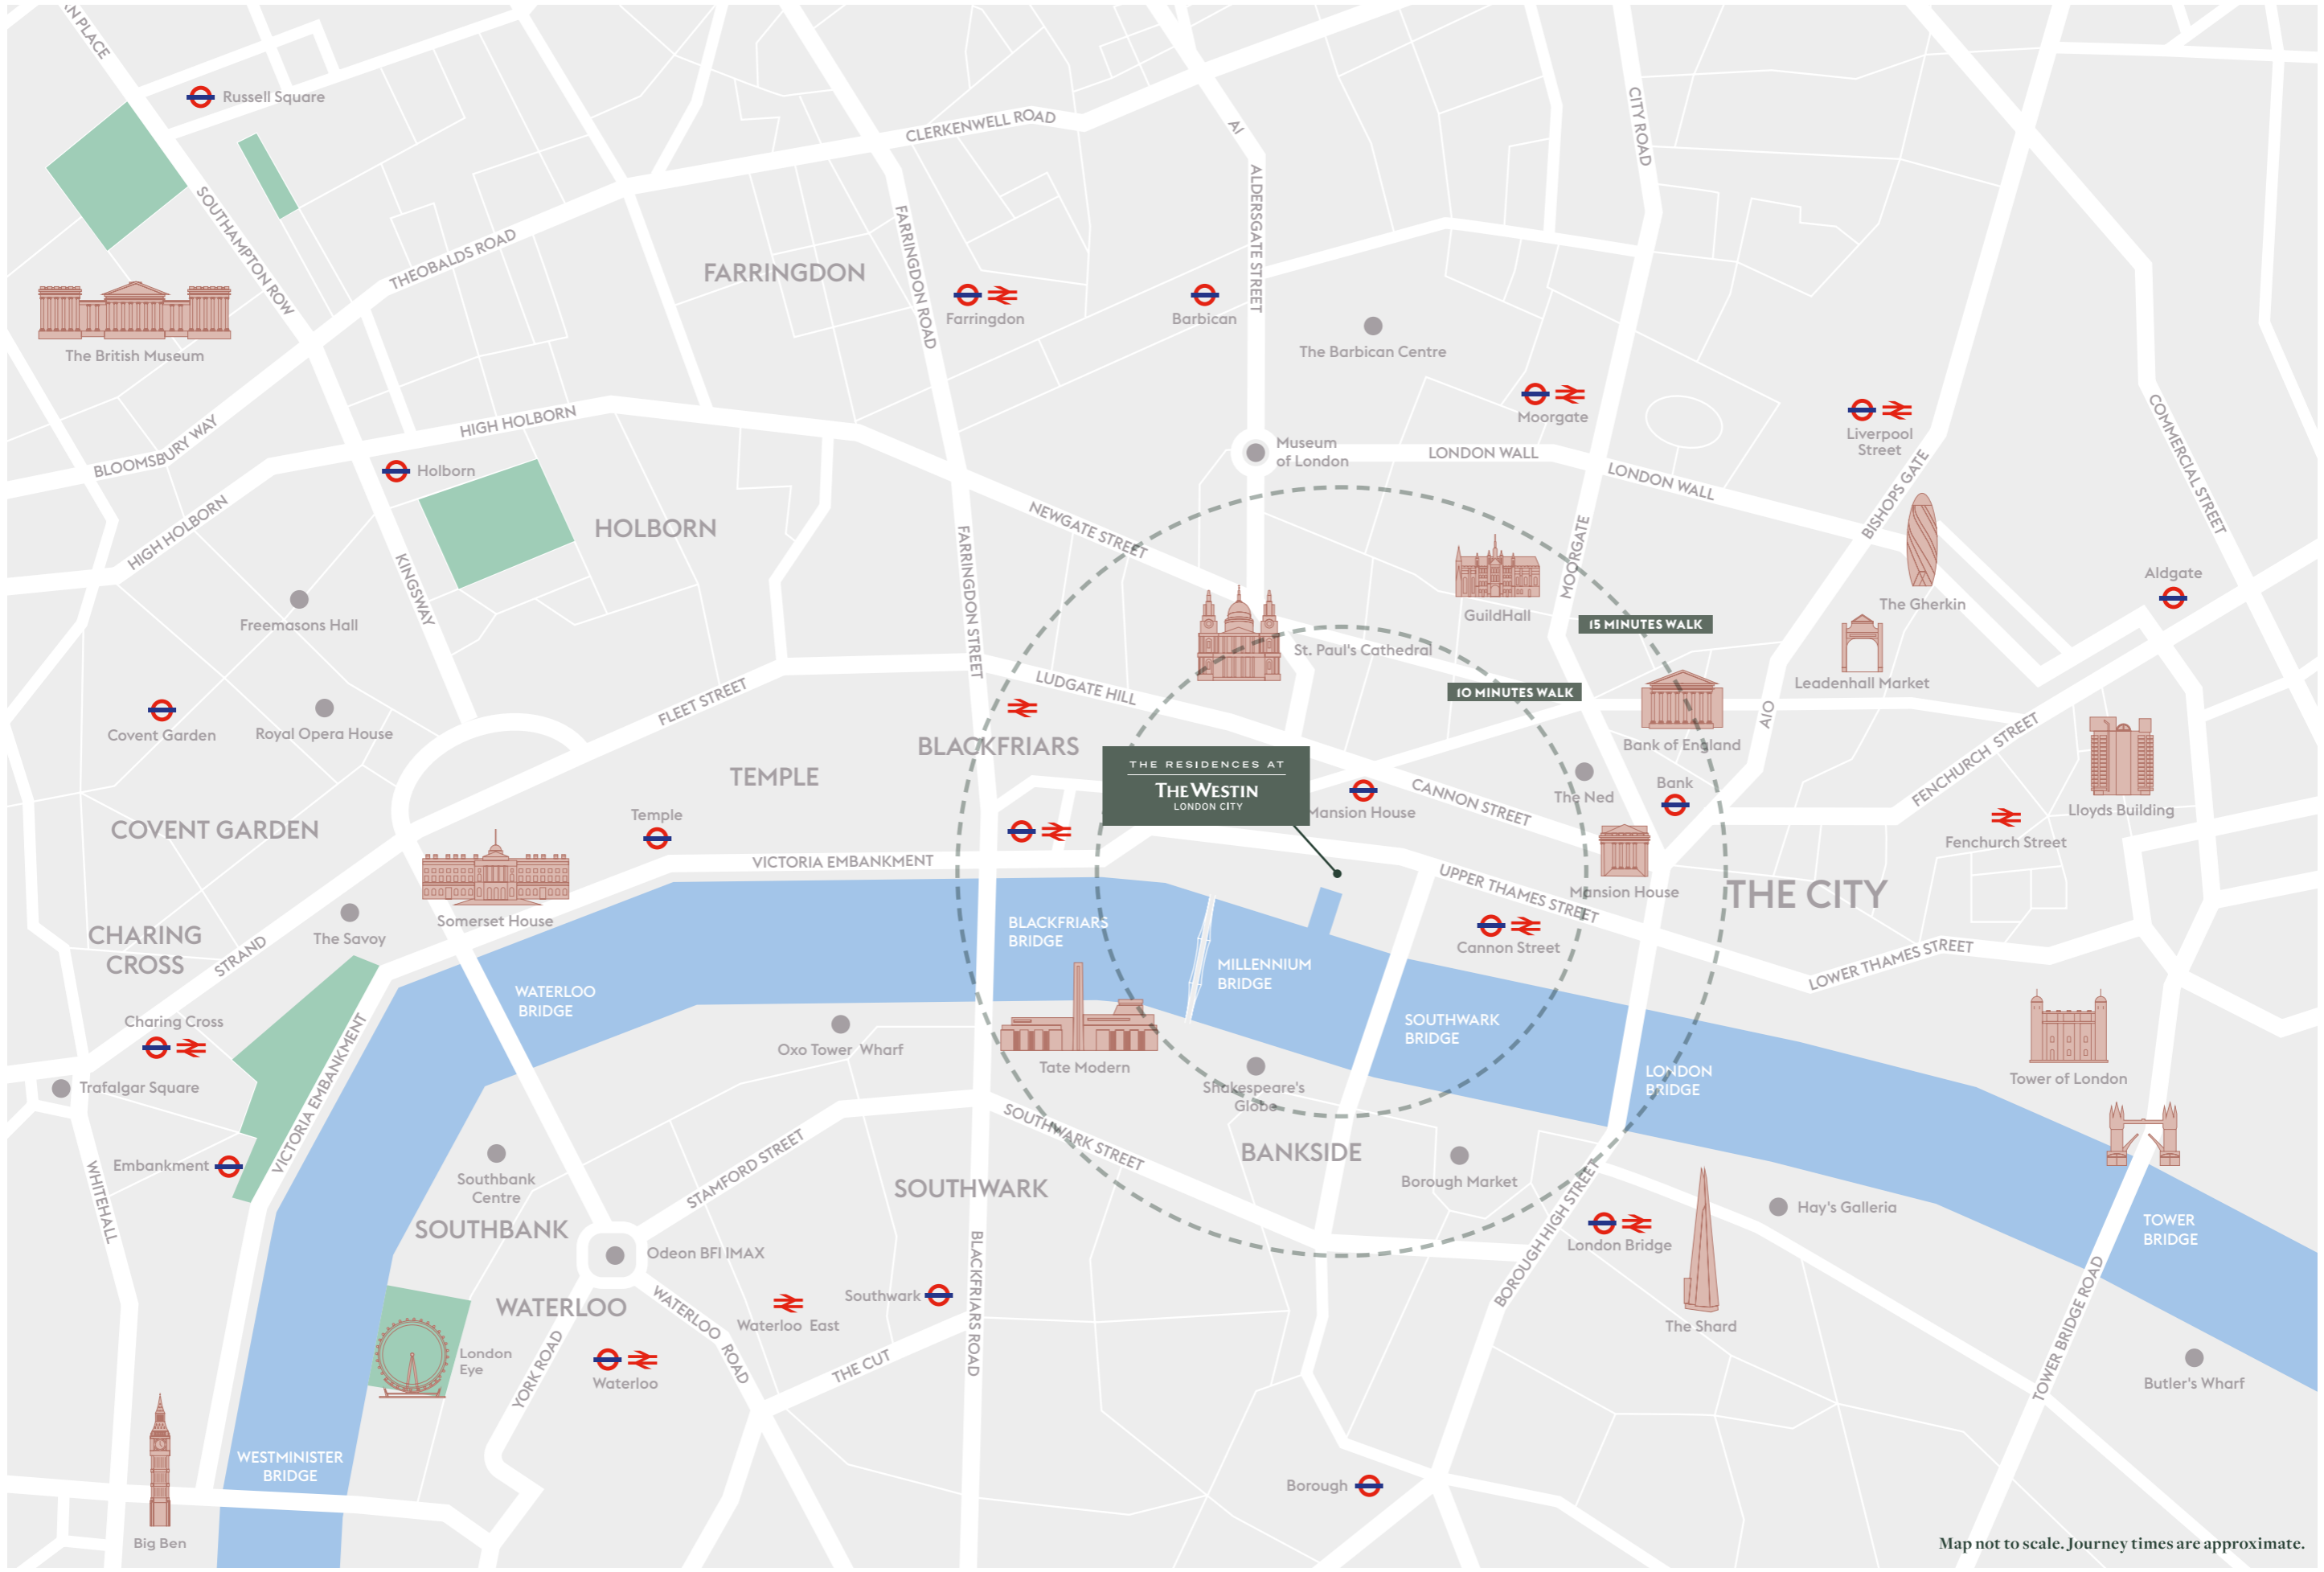 AN PLACE
Russell Square
CLERKENWELL ROAD
A1
CITY ROAD
SOUTHAMPTON ROW
ALDERSGATE STREET
THEOBALDS ROAD
FARRINGDON
FARRINGDON ROAD
Farringdon
Barbican
The Barbican Centre
The British Museum
Moorgate
Liverpool
Street
COMMERCIAL STREET
BLOOMSBURY WAY
HIGH HOLBORN
Holborn
Museum
of London
LONDON WALL
LONDON WALL
BISHOPS GATE
HIGH HOLBORN
HOLBORN
NEWGATE STREET
FARRINGDON STREET
MOORGATE
KINGSWAY
Freemasons Hall
GuildHall
15 MINUTES WALK
The Gherkin
Aldgate
St. Paul's Cathedral
10 MINUTES WALK
Leadenhall Market
LUDGATE HILL
FLEET STREET
Covent Garden
Royal Opera House
BLACKFRIARS
Bank of England
A10
FENCHURCH STREET
TEMPLE
THE RESIDENCES AT
THE WESTIN
LONDON CITY
Mansion House
CANNON STREET
The Ned
Bank
Lloyds Building
Fenchurch Street
COVENT GARDEN
Temple
VICTORIA EMBANKMENT
UPPER THAMES STREET
Mansion House
THE CITY
Somerset House
The Savoy
CHARING
CROSS
STRAND
BLACKFRIARS
BRIDGE
Cannon Street
LOWER THAMES STREET
MILLENNIUM
BRIDGE
WATERLOO
BRIDGE
Charing Cross
SOUTHWARK
BRIDGE
Oxo Tower Wharf
Tate Modern
Shakespeare's
Globe
LONDON
BRIDGE
Tower of London
Trafalgar Square
VICTORIA EMBANKMENT
SOUTHWARK STREET
BANKSIDE
Embankment
WHITEHALL
Southbank
Centre
STAMFORD STREET
SOUTHWARK
Borough Market
BOROUGH HIGH STREET
Hay's Galleria
SOUTHBANK
TOWER
BRIDGE
Odeon BFI IMAX
London Bridge
BLACKFRIARS ROAD
WATERLOO
WATERLOO ROAD
Southwark
Waterloo East
The Shard
TOWER BRIDGE ROAD
London
Eye
YORK ROAD
Waterloo
THE CUT
Butler's Wharf
WESTMINISTER
BRIDGE
Borough
Big Ben
Map not to scale. Journey times are approximate.